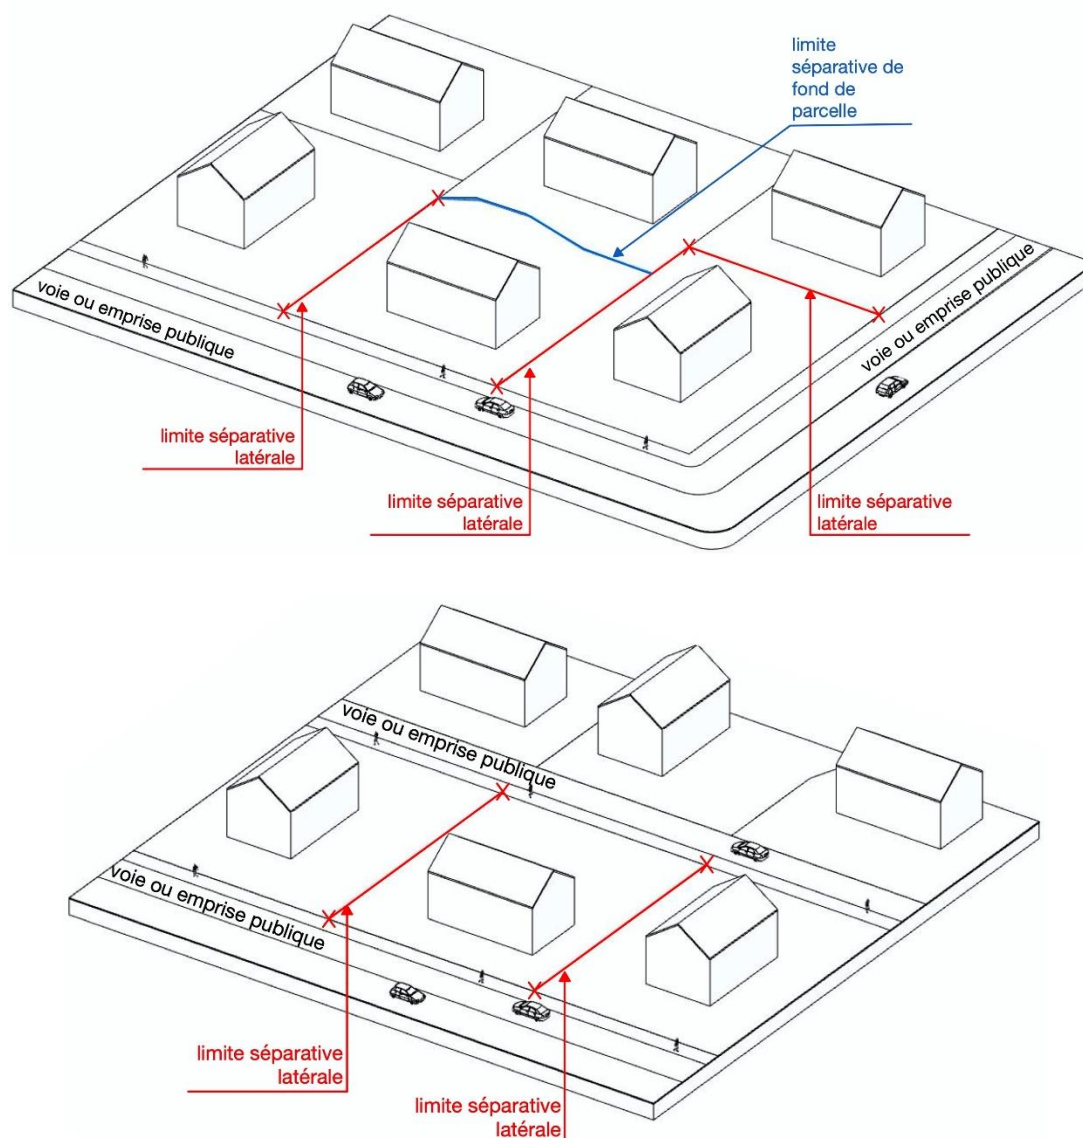 limite
séparative de
fond de
parcelle
voie ou emprise publique
voie ou emprise publique
limite séparative
latérale
limite séparative
latérale
limite séparative
latérale
voie ou emprise publique
voie ou emprise publique
limite séparative
latérale
limite séparative
latérale